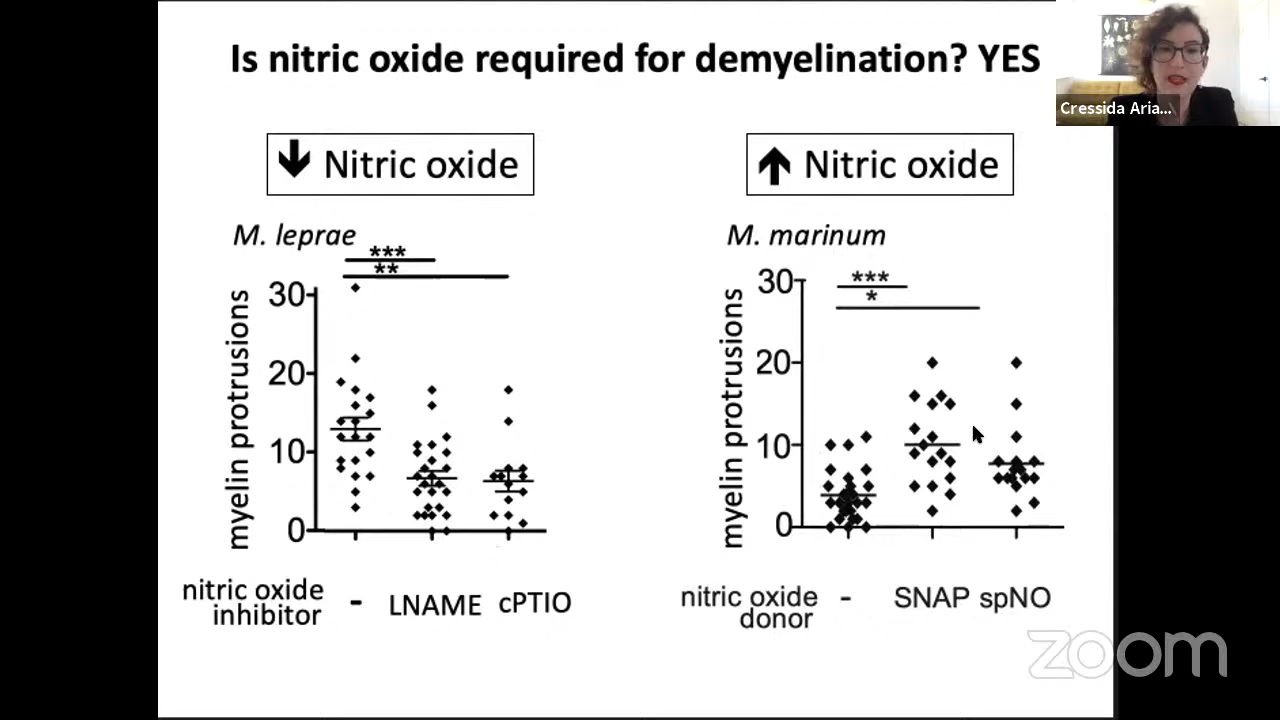 Is nitric oxide required for demyelination? YES
Cressida Aria...
Nitric oxide
M. leprae
***
**
myelin protrusions
30
20
10
0
nitric oxide
inhibitor
-
LNAME
cPTIO
Nitric oxide
M. marinum
***
*
myelin protrusions
30
20
10
0
nitric oxide
donor
-
SNAP
spNO
zoom